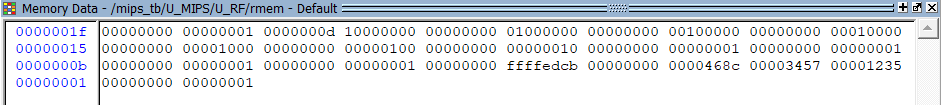 Memory Data - /mips_tb/U_MIPS/U_RF/rmem - Default
0000001f 00000000 00000001 0000000d 10000000 00000000 01000000 00000000 00100000 00000000 00010000
00000015 00000000 00001000 00000000 00000100 00000000 00000010 00000000 00000001 00000000 00000001
0000000b 00000000 00000001 00000000 00000001 00000000 ffffedcb 00000000 0000468c 00003457 00001235
00000001 00000000 00000001